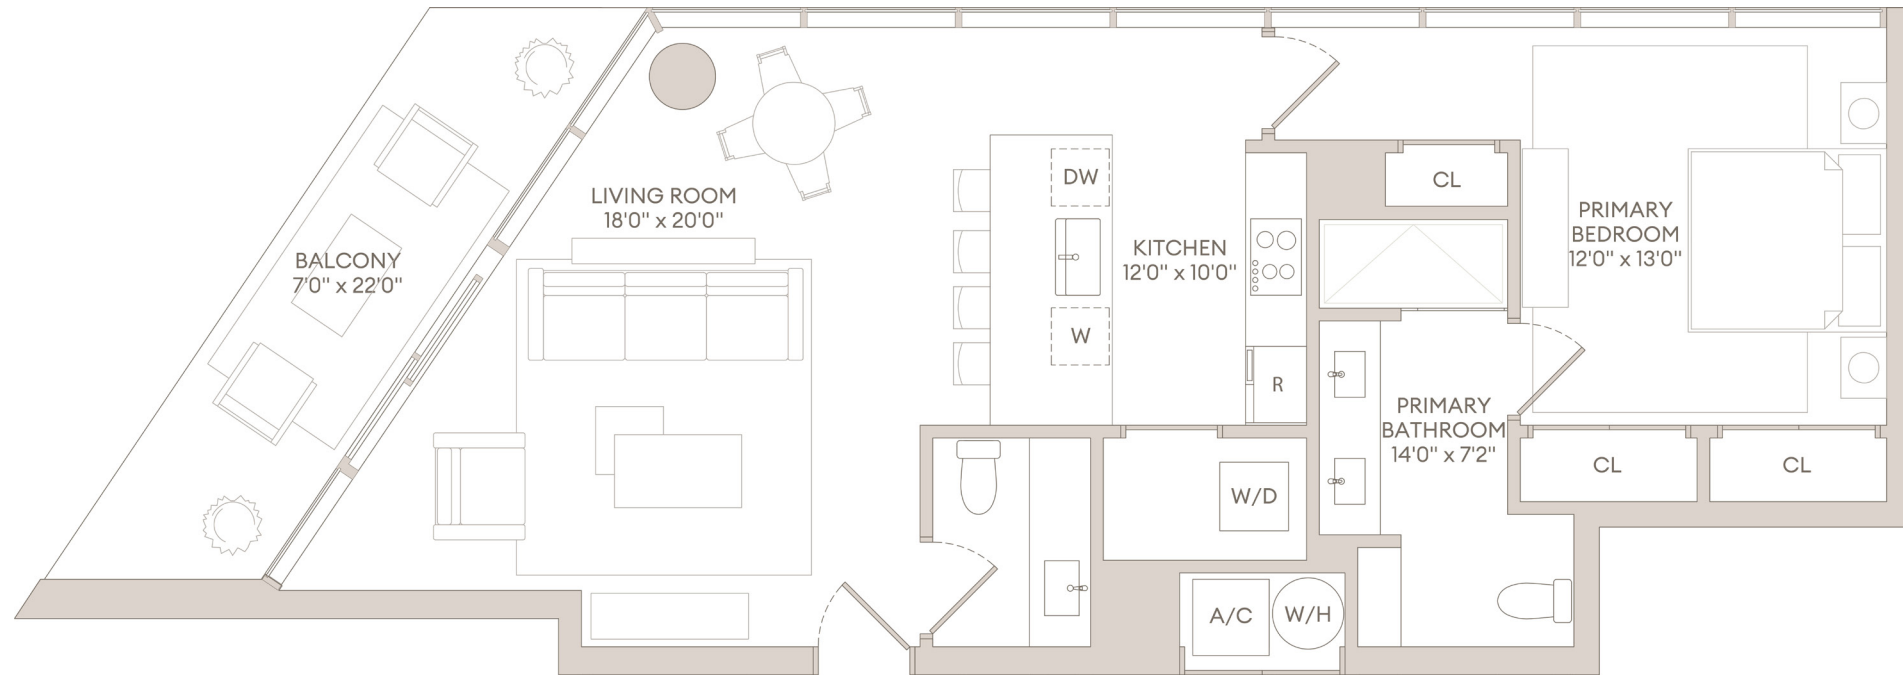 LIVING ROOM
18'0" x 20'0"
BALCONY
7'0" x 22'0"
DW
KITCHEN
12'0" x 10'0"
W
R
CL
PRIMARY
BEDROOM
12'0" x 13'0"
PRIMARY
BATHROOM
14'0" x 7'2"
CL
CL
W/D
A/C
W/H